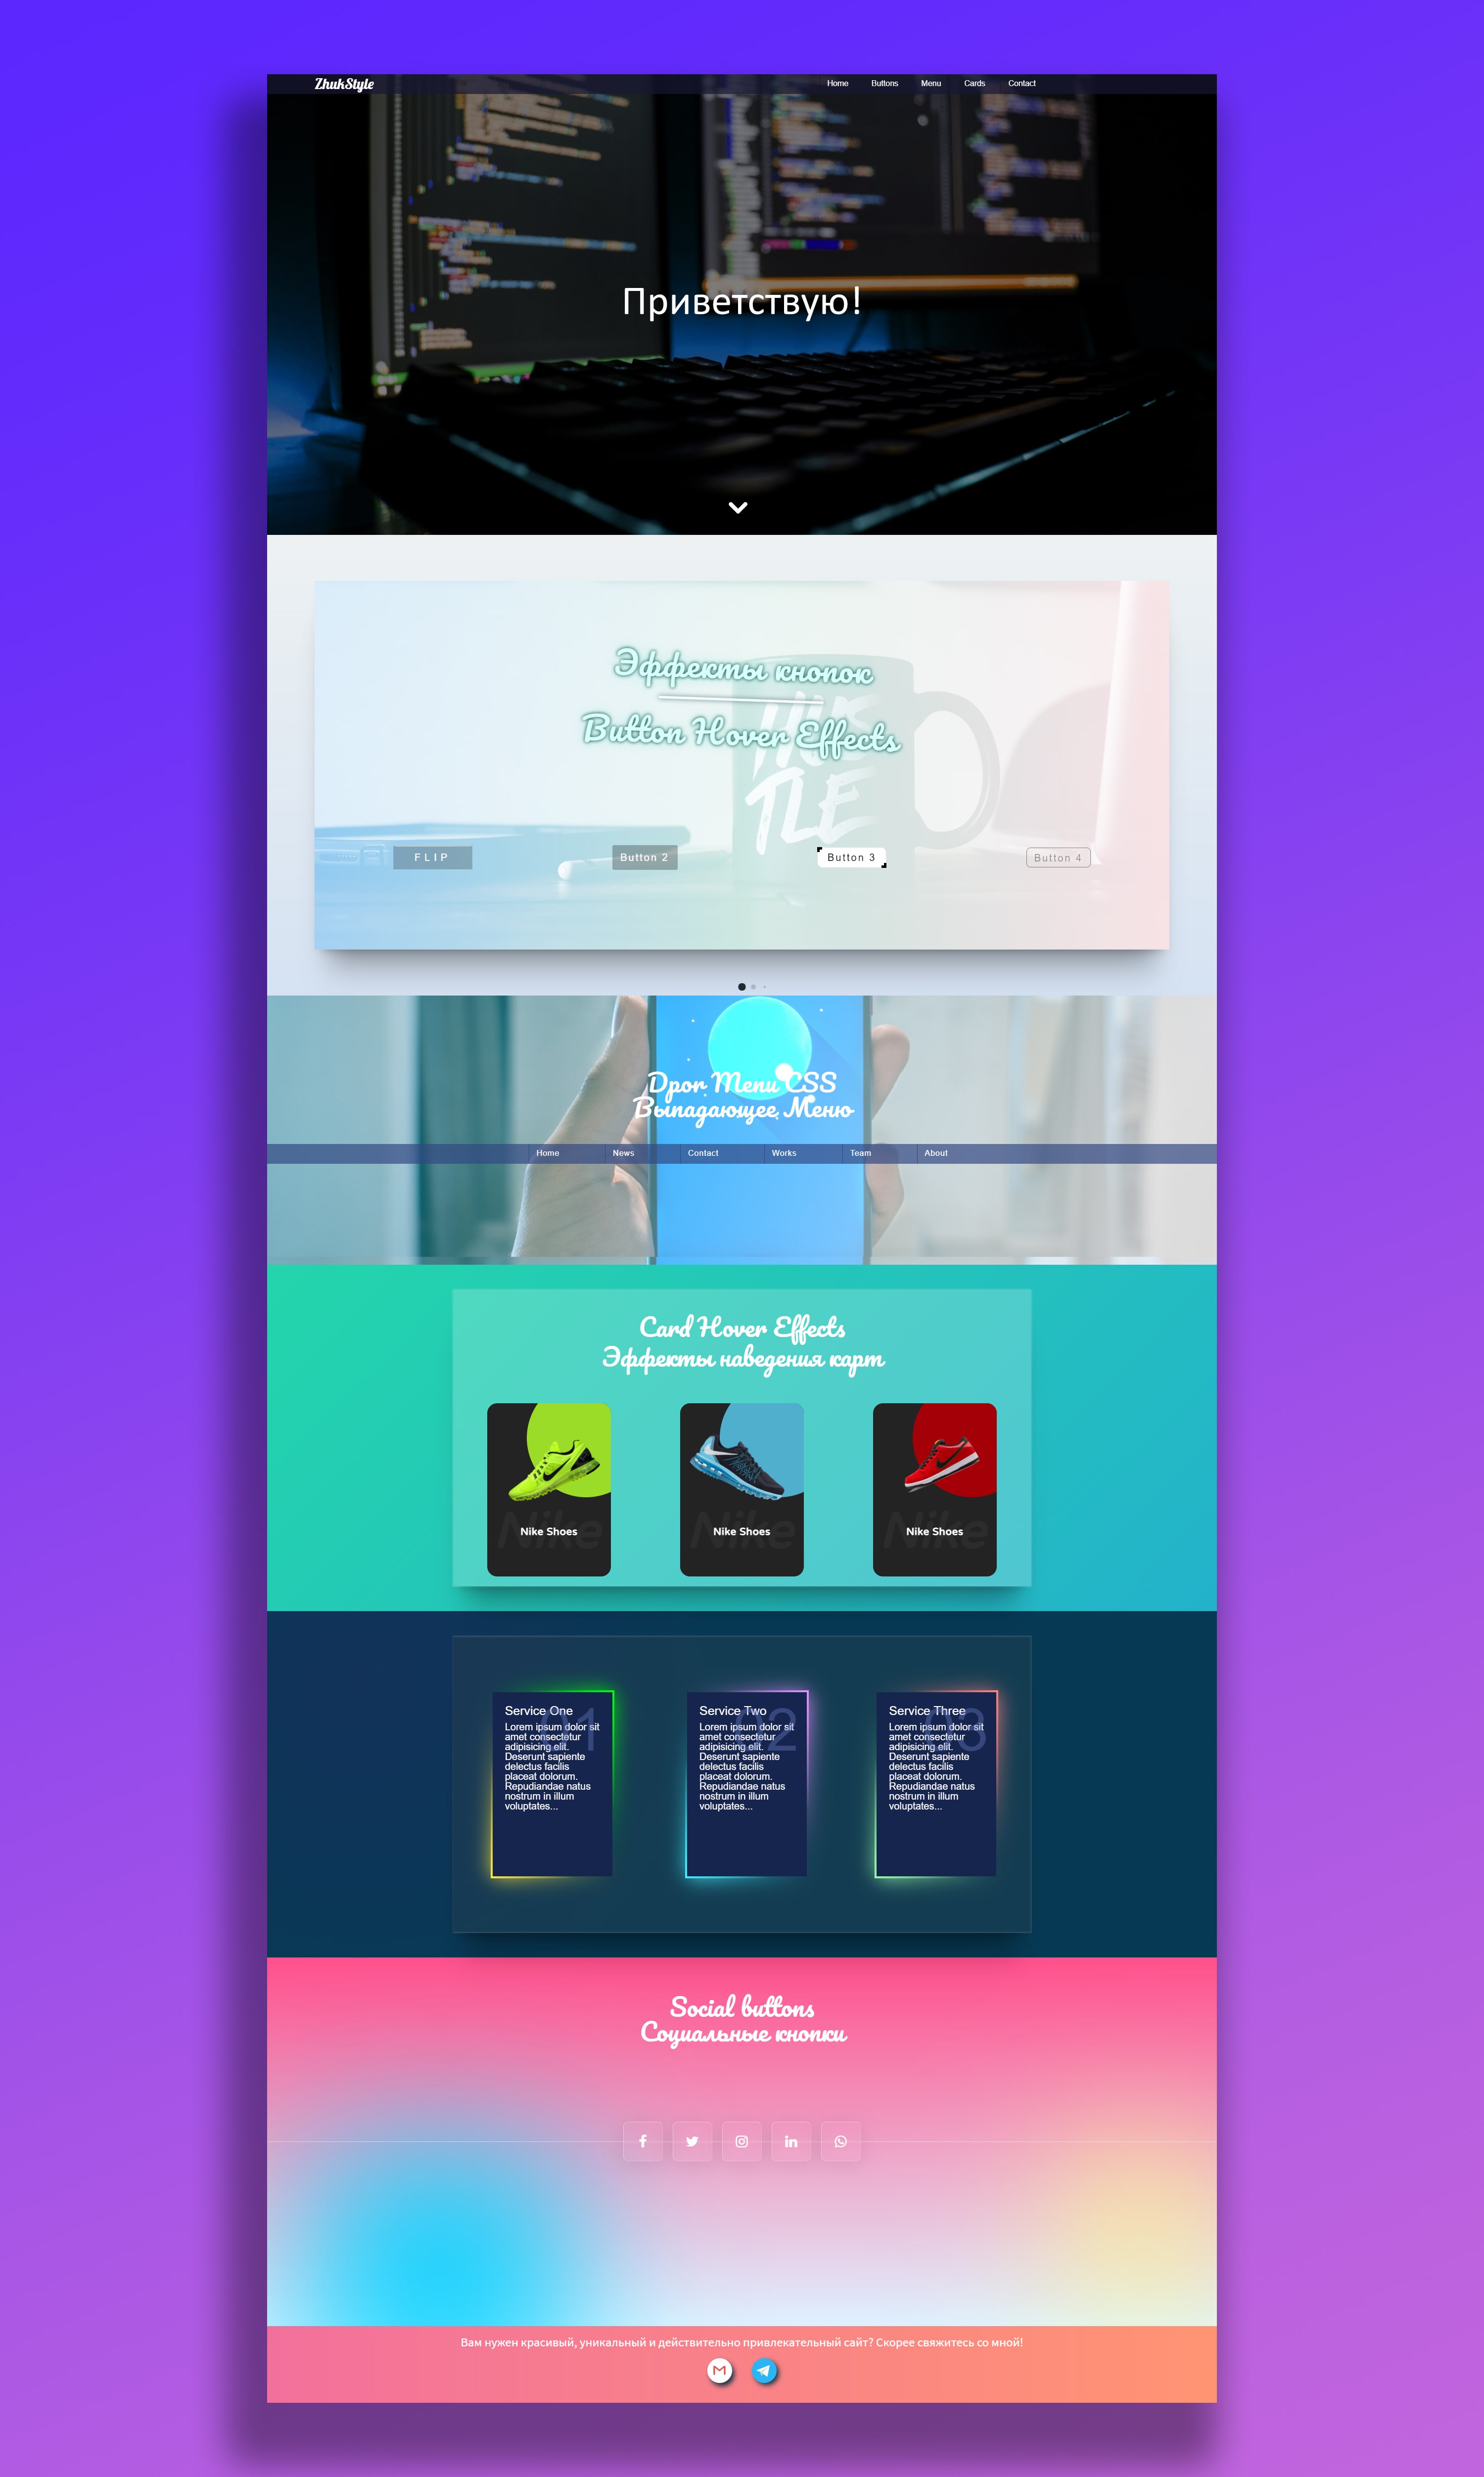 ZhukStyle
Home Buttons Menu Cards Contact
Приветствую!
Эффекты кнопок
Button Hover Effects
TLE
FLIP
Button 2
Button 3
Button 4
Dpor Menu CSS
Выпадающее Меню
Home News Contact Works Team About
Card Hover Effects
Эффекты наведения карт
Nike
Nike Shoes
Nike
Nike Shoes
Nike
Nike Shoes
01
Service One
Lorem ipsum dolor sit
amet consectetur
adipisicing elit.
Deserunt sapiente
delectus facilis
placeat dolorum.
Repudiandae natus
nostrum in illum
voluptates...
02
Service Two
Lorem ipsum dolor sit
amet consectetur
adipisicing elit.
Deserunt sapiente
delectus facilis
placeat dolorum.
Repudiandae natus
nostrum in illum
voluptates...
03
Service Three
Lorem ipsum dolor sit
amet consectetur
adipisicing elit.
Deserunt sapiente
delectus facilis
placeat dolorum.
Repudiandae natus
nostrum in illum
voluptates...
Social buttons
Социальные кнопки
Вам нужен красивый, уникальный и действительно привлекательный сайт? Скорее свяжитесь со мной!